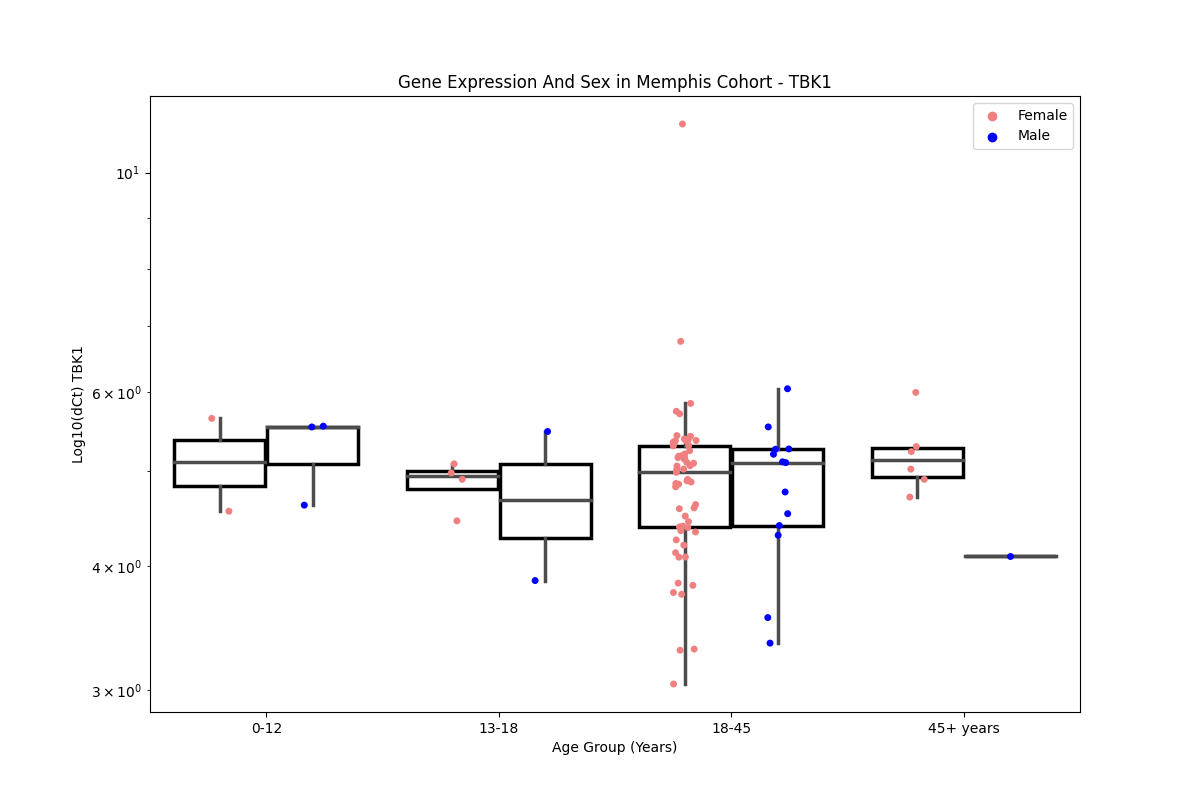 Gene Expression And Sex in Memphis Cohort - TBK1
Female
Male
10¹
6 × 10⁰
4 × 10⁰
3 × 10⁰
Log10(dCt) TBK1
0-12
13-18
18-45
45+ years
Age Group (Years)